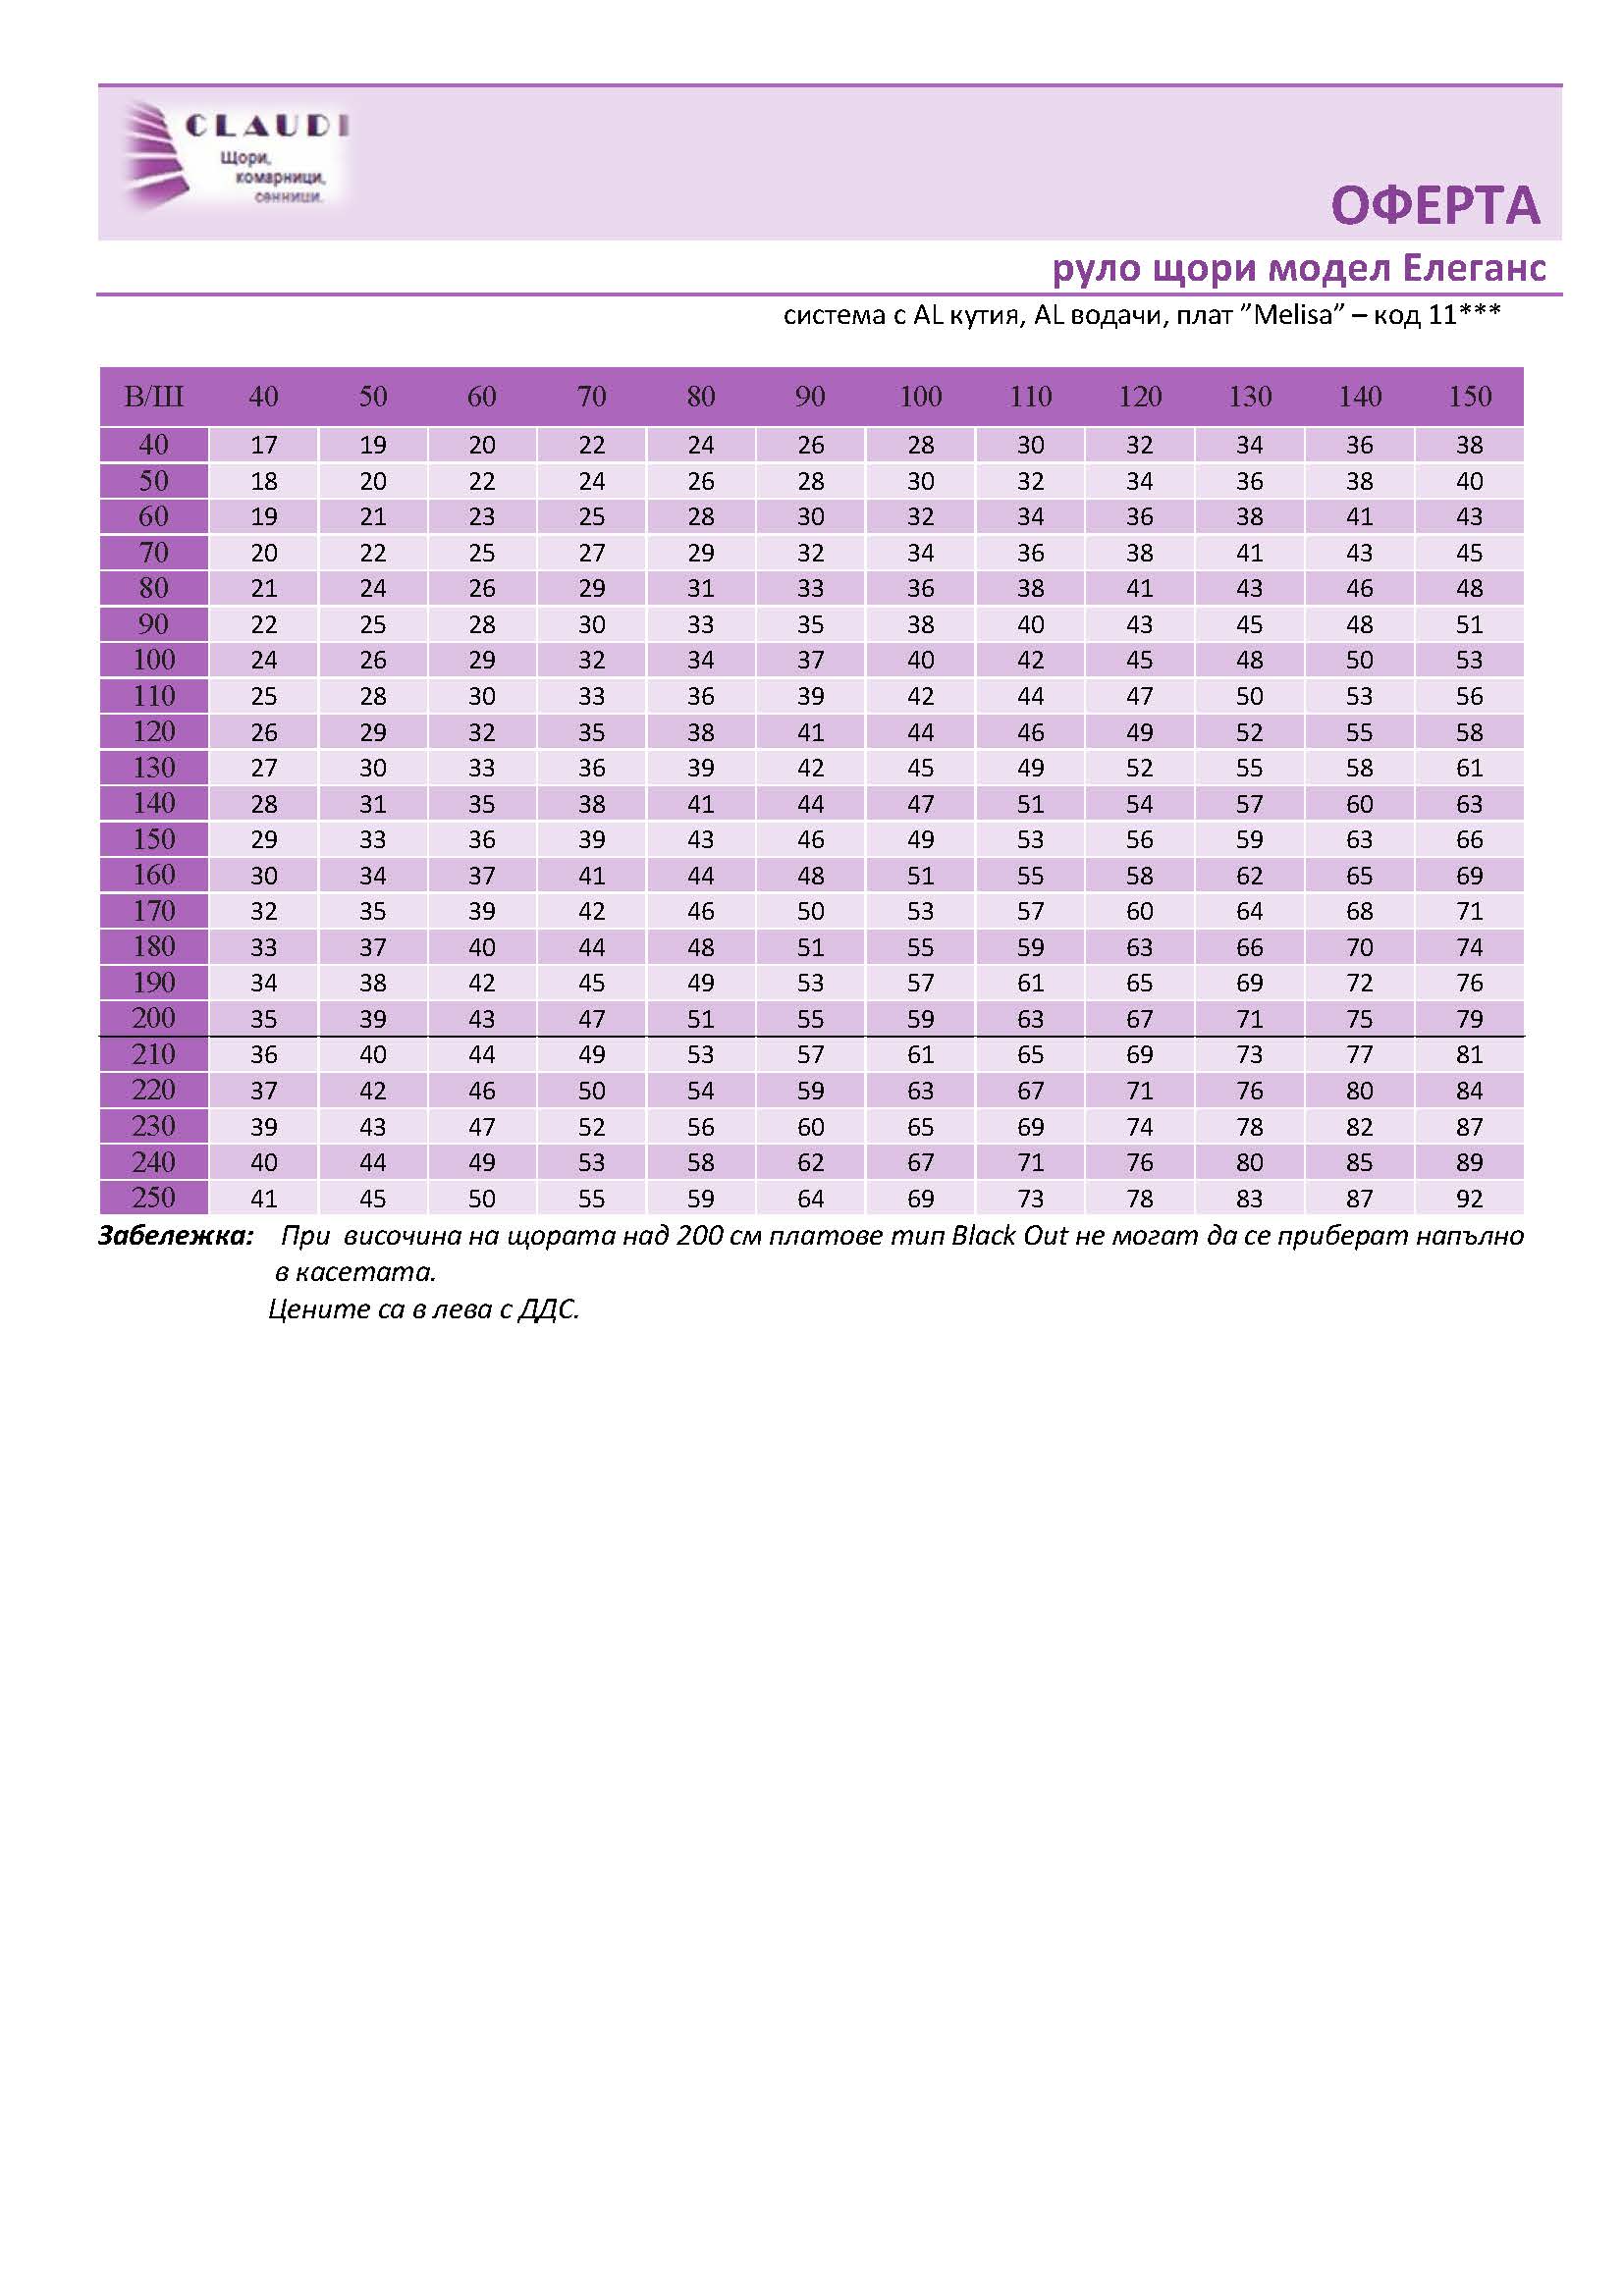 CLAUDI
Щори,
комарници,
сенници.
ОФЕРТА
руло щори модел Елеганс
система с AL кутия, AL водачи, плат ”Melisa” – код 11***
В/Ш 40 50 60 70 80 90 100 110 120 130 140 150
40 17 19 20 22 24 26 28 30 32 34 36 38
50 18 20 22 24 26 28 30 32 34 36 38 40
60 19 21 23 25 28 30 32 34 36 38 41 43
70 20 22 25 27 29 32 34 36 38 41 43 45
80 21 24 26 29 31 33 36 38 41 43 46 48
90 22 25 28 30 33 35 38 40 43 45 48 51
100 24 26 29 32 34 37 40 42 45 48 50 53
110 25 28 30 33 36 39 42 44 47 50 53 56
120 26 29 32 35 38 41 44 46 49 52 55 58
130 27 30 33 36 39 42 45 49 52 55 58 61
140 28 31 35 38 41 44 47 51 54 57 60 63
150 29 33 36 39 43 46 49 53 56 59 63 66
160 30 34 37 41 44 48 51 55 58 62 65 69
170 32 35 39 42 46 50 53 57 60 64 68 71
180 33 37 40 44 48 51 55 59 63 66 70 74
190 34 38 42 45 49 53 57 61 65 69 72 76
200 35 39 43 47 51 55 59 63 67 71 75 79
210 36 40 44 49 53 57 61 65 69 73 77 81
220 37 42 46 50 54 59 63 67 71 76 80 84
230 39 43 47 52 56 60 65 69 74 78 82 87
240 40 44 49 53 58 62 67 71 76 80 85 89
250 41 45 50 55 59 64 69 73 78 83 87 92
Забележка: При височина на щората над 200 см платове тип Black Out не могат да се приберат напълно
в касетата.
Цените са в лева с ДДС.